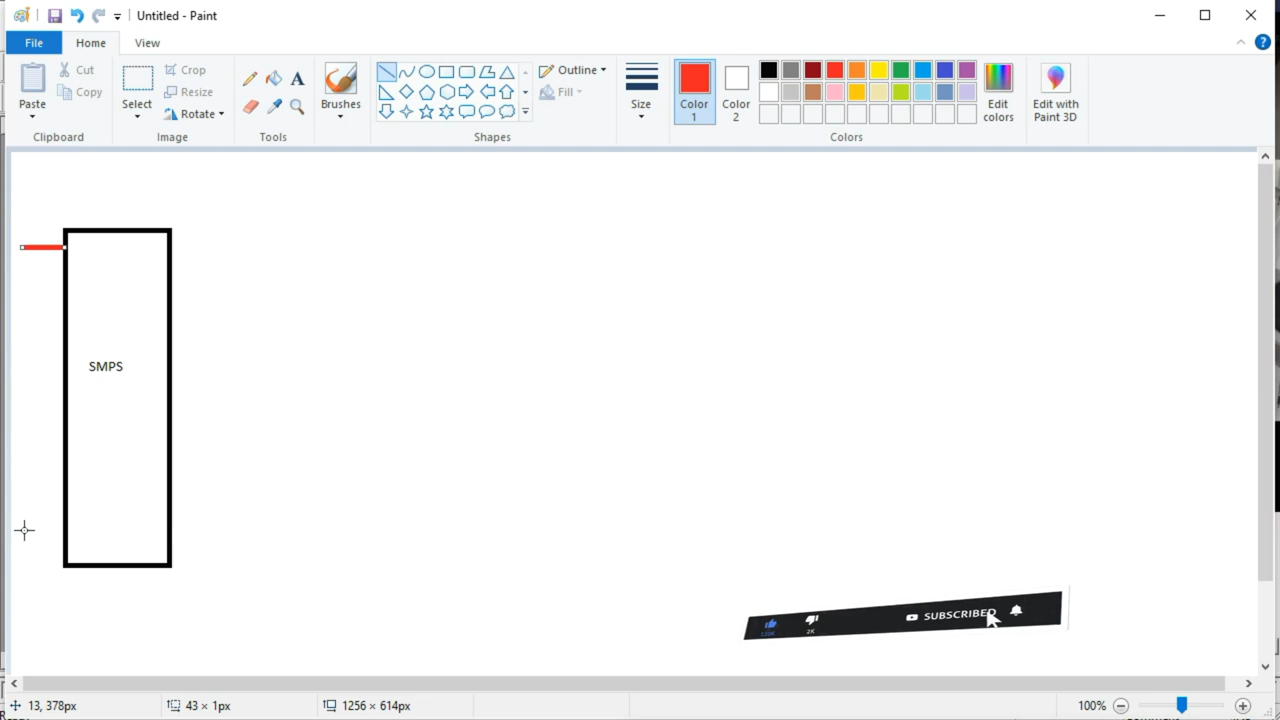 Untitled - Paint
File Home View
Paste
Cut
Copy
Clipboard
Select
Crop
Resize
Rotate
Image
Tools
Brushes
Shapes
Outline
Fill
Size
Color
1
Color
2
Edit
colors
Colors
Edit with
Paint 3D
SMPS
2K
SUBSCRIBED
13, 378px
43 × 1px
1256 × 614px
100%